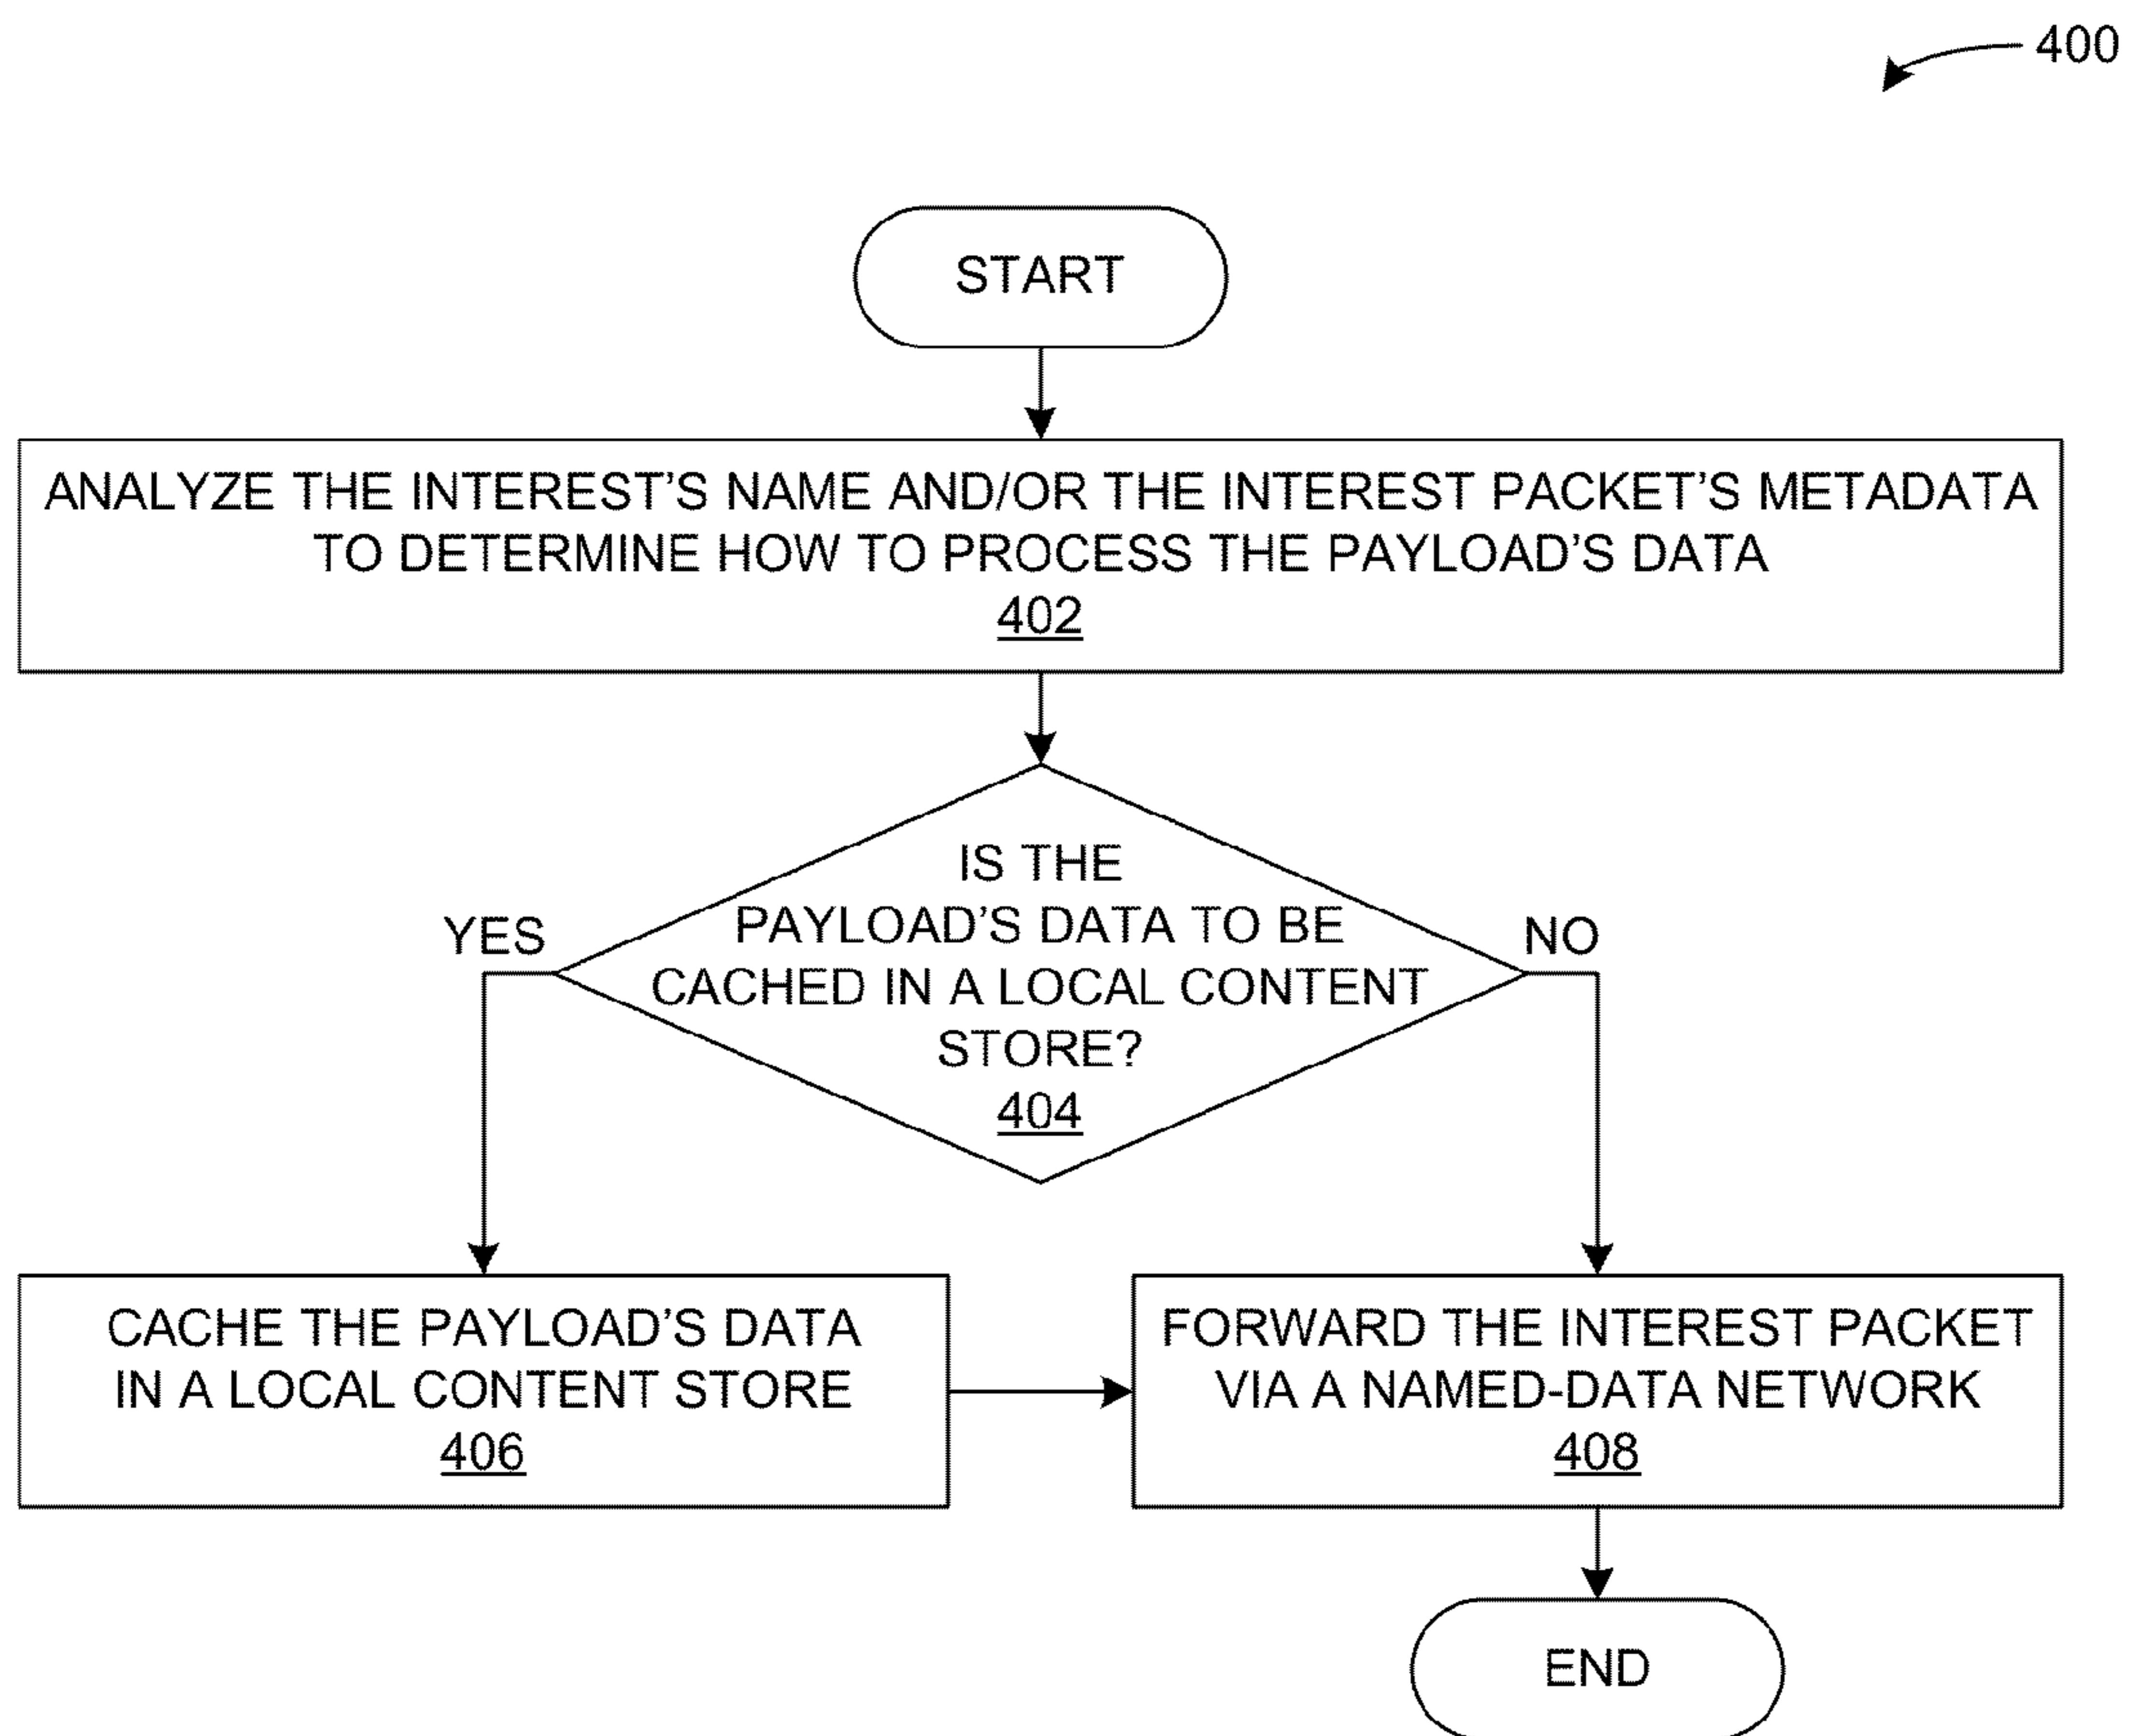 400
START
ANALYZE THE INTEREST'S NAME AND/OR THE INTEREST PACKET'S METADATA
TO DETERMINE HOW TO PROCESS THE PAYLOAD'S DATA
402
IS THE
PAYLOAD'S DATA TO BE
CACHED IN A LOCAL CONTENT
STORE?
404
YES
NO
CACHE THE PAYLOAD'S DATA
IN A LOCAL CONTENT STORE
406
FORWARD THE INTEREST PACKET
VIA A NAMED-DATA NETWORK
408
END